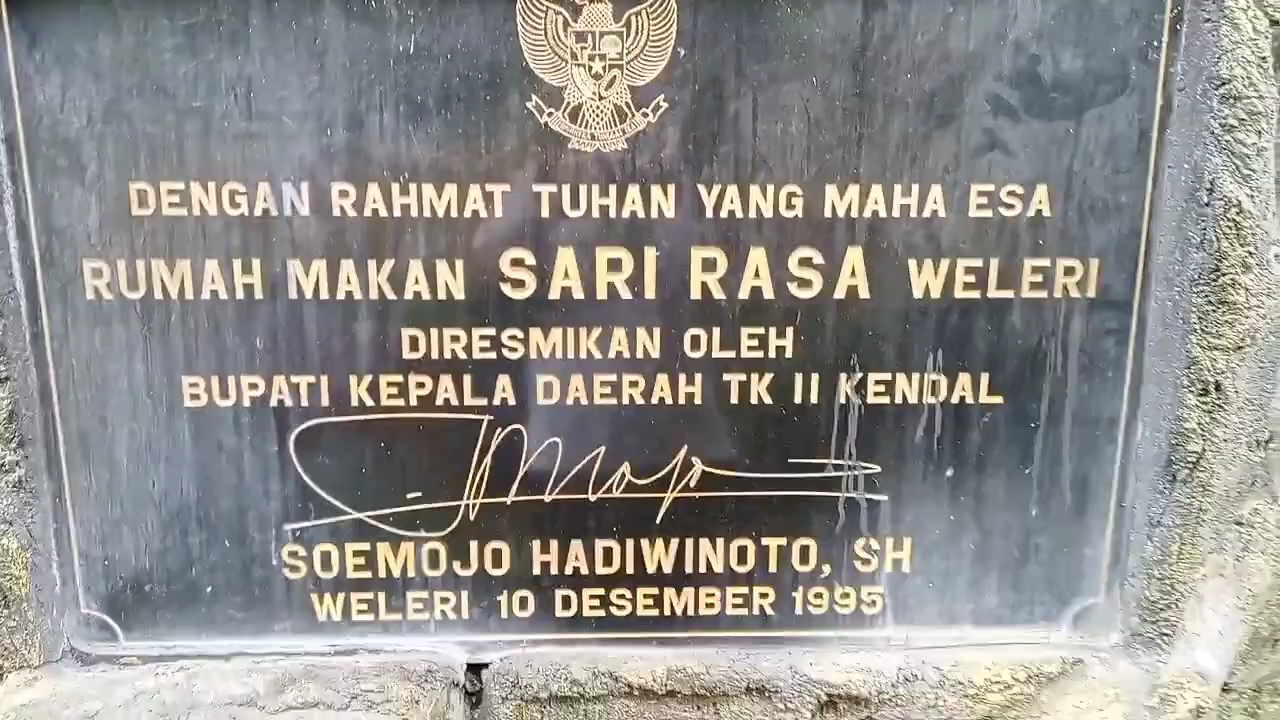 DENGAN RAHMAT TUHAN YANG MAHA ESA
RUMAH MAKAN SARI RASA WELERI
DIRESMIKAN OLEH
BUPATI KEPALA DAERAH TK II KENDAL
SOEMOJO HADIWINOTO, SH
WELERI 10 DESEMBER 1995